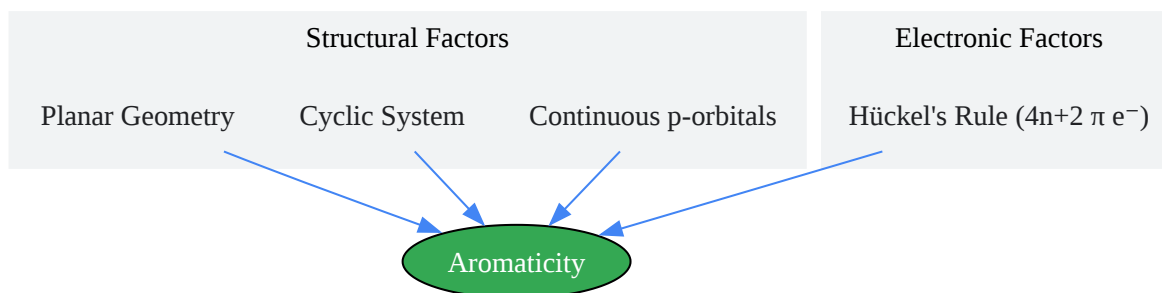 Structural Factors
Electronic Factors
Planar Geometry
Cyclic System
Continuous p-orbitals
Hückel's Rule (4n+2 π e⁻)
Aromaticity